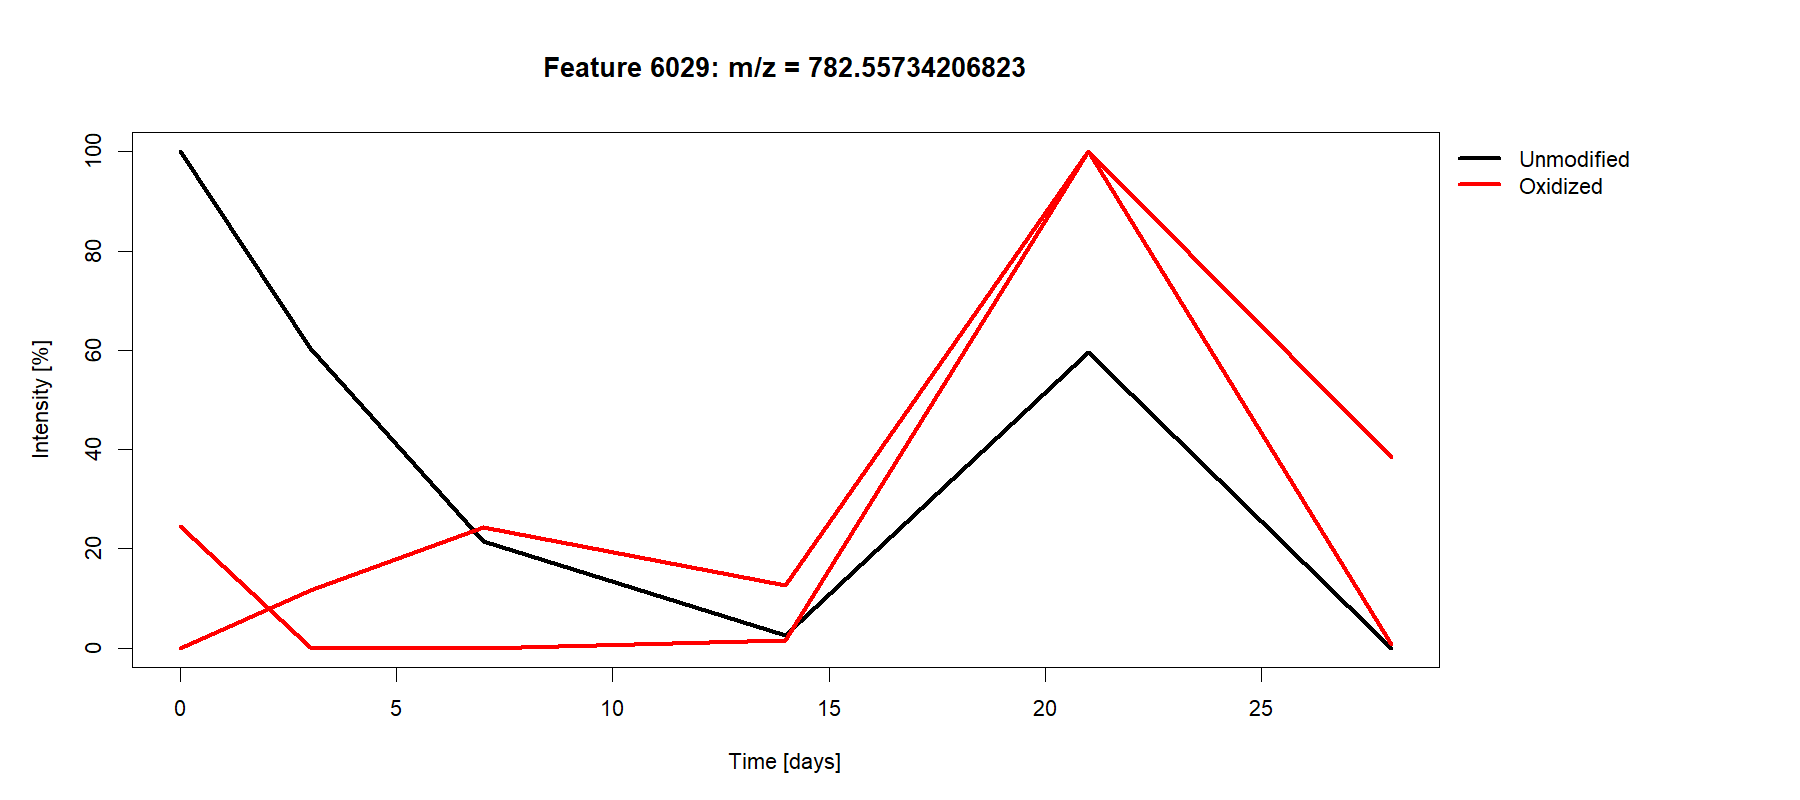 Feature 6029: m/z = 782.55734206823
Unmodified
Oxidized
Intensity [%]
100
80
60
40
20
0
0 5 10 15 20 25
Time [days]